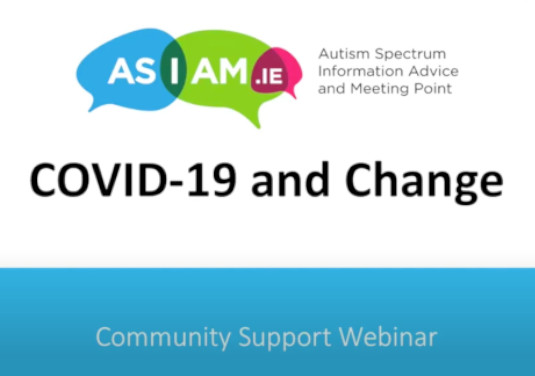 AS I AM .IE
Autism Spectrum
Information Advice
and Meeting Point
COVID-19 and Change
Community Support Webinar